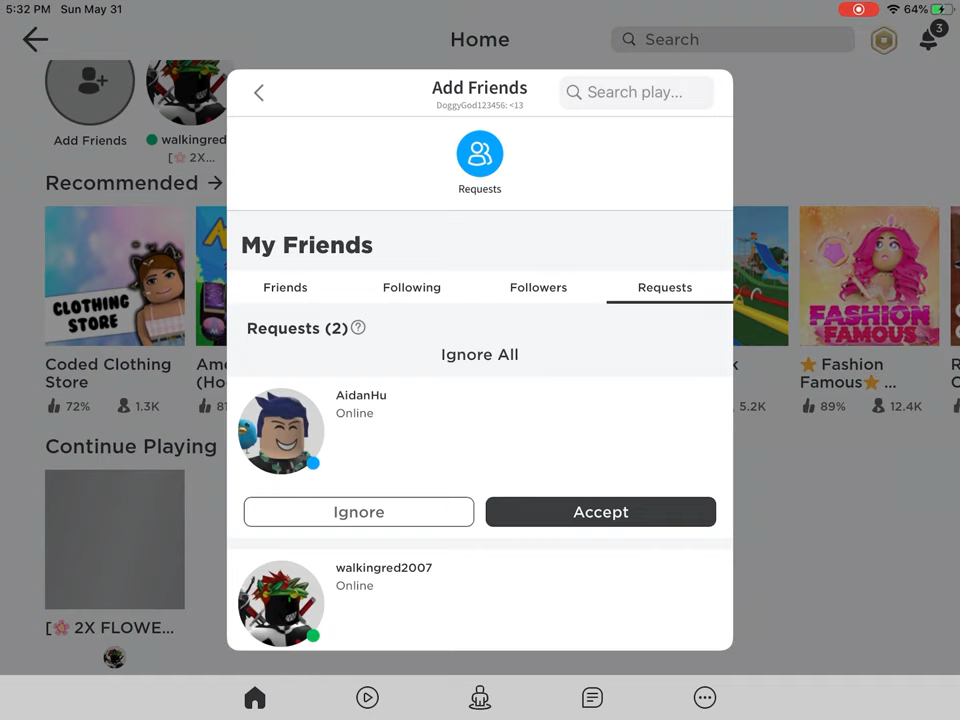 5:32 PM Sun May 31
64%
Home
Search
3
Add Friends
DoggyGod123456: <13
Search play...
Add Friends
walkingred
[🌸 2X...
Requests
Recommended →
My Friends
Friends Following Followers Requests
CLOTHING STORE
FASHION FAMOUS
Requests (2)
Ignore All
Coded Clothing
Store
72% 1.3K
Ame
(Ho
81
k
5.2K
⭐ Fashion
Famous⭐ ...
89% 12.4K
R
AidanHu
Online
Continue Playing
Ignore
Accept
walkingred2007
Online
[🌸 2X FLOWE...